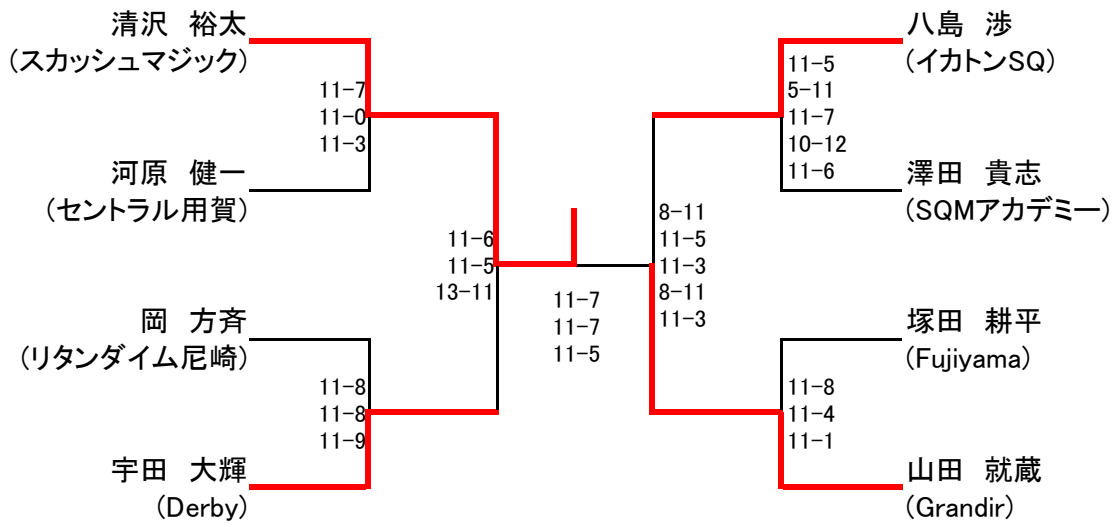 清沢　裕太
(スカッシュマジック)
11-7
11-0
11-3
河原　健一
(セントラル用賀)
11-6
11-5
13-11
岡　方斉
(リタンダイム尼崎)
11-8
11-8
11-9
宇田　大輝
(Derby)
11-7
11-7
11-5
八島　渉
(イカトンSQ)
11-5
5-11
11-7
10-12
11-6
澤田　貴志
(SQMアカデミー)
8-11
11-5
11-3
8-11
11-3
塚田　耕平
(Fujiyama)
11-8
11-4
11-1
山田　就蔵
(Grandir)